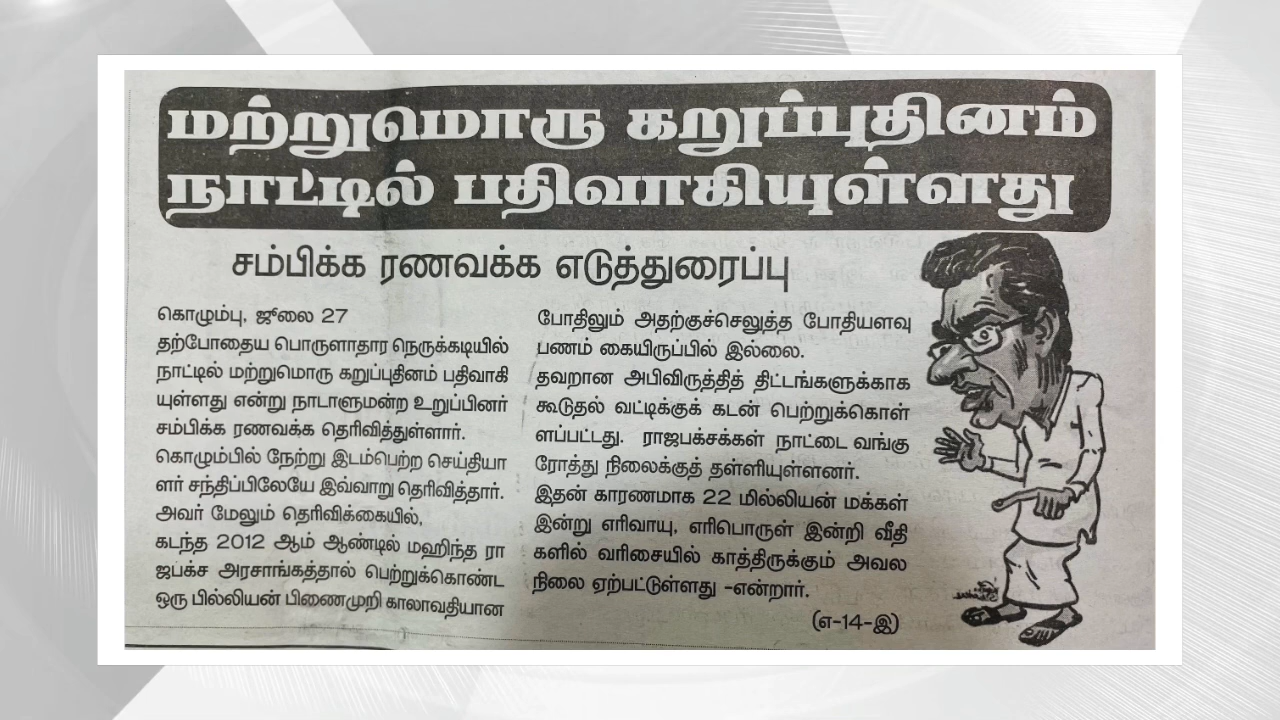 மற்றுமொரு கறுப்புதினம்
நாட்டில் பதிவாகியுள்ளது
சம்பிக்க ரணவக்க எடுத்துரைப்பு
கொழும்பு, ஜூலை 27
தற்போதைய பொருளாதார நெருக்கடியில்
நாட்டில் மற்றுமொரு கறுப்புதினம் பதிவாகி
யுள்ளது என்று நாடாளுமன்ற உறுப்பினர்
சம்பிக்க ரணவக்க தெரிவித்துள்ளார்.
கொழும்பில் நேற்று இடம்பெற்ற செய்தியா
ளர் சந்திப்பிலேயே இவ்வாறு தெரிவித்தார்.
அவர் மேலும் தெரிவிக்கையில்,
கடந்த 2012 ஆம் ஆண்டில் மஹிந்த ரா
ஜபக்ச அரசாங்கத்தால் பெற்றுக்கொண்ட
ஒரு பில்லியன் பிணைமுறி காலாவதியான
போதிலும் அதற்குச்செலுத்த போதியளவு
பணம் கையிருப்பில் இல்லை.
தவறான அபிவிருத்தித் திட்டங்களுக்காக
கூடுதல் வட்டிக்குக் கடன் பெற்றுக்கொள்
ளப்பட்டது. ராஜபக்சக்கள் நாட்டை வங்கு
ரோத்து நிலைக்குத் தள்ளியுள்ளனர்.
இதன் காரணமாக 22 மில்லியன் மக்கள்
இன்று எரிவாயு, எரிபொருள் இன்றி வீதி
களில் வரிசையில் காத்திருக்கும் அவல
நிலை ஏற்பட்டுள்ளது -என்றார்.
(எ-14-இ)